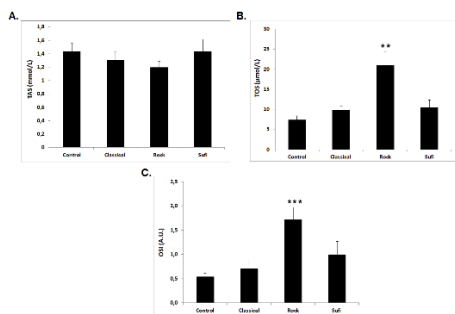 A.
TAS (mmol/L)
1,8
1,6
1,4
1,2
1
0,8
0,6
0,4
0,2
0
Control Classical Rock Sufi
B.
TOS (µmol/L)
30
25
20
15
10
5
0
**
Control Classical Rock Sufi
C.
OSI (A.U.)
2,5
2,0
1,5
1,0
0,5
0,0
***
Control Classical Rock Sufi